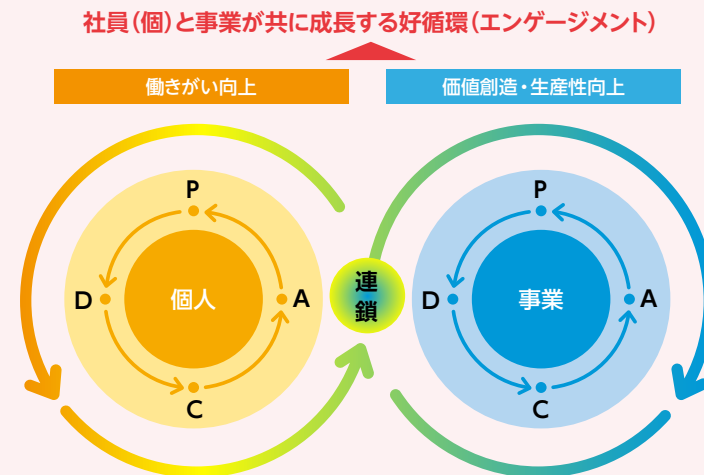 社員(個)と事業が共に成長する好循環(エンゲージメント)
働きがい向上
価値創造・生産性向上
P
D
個人
A
C
連
鎖
P
D
事業
A
C